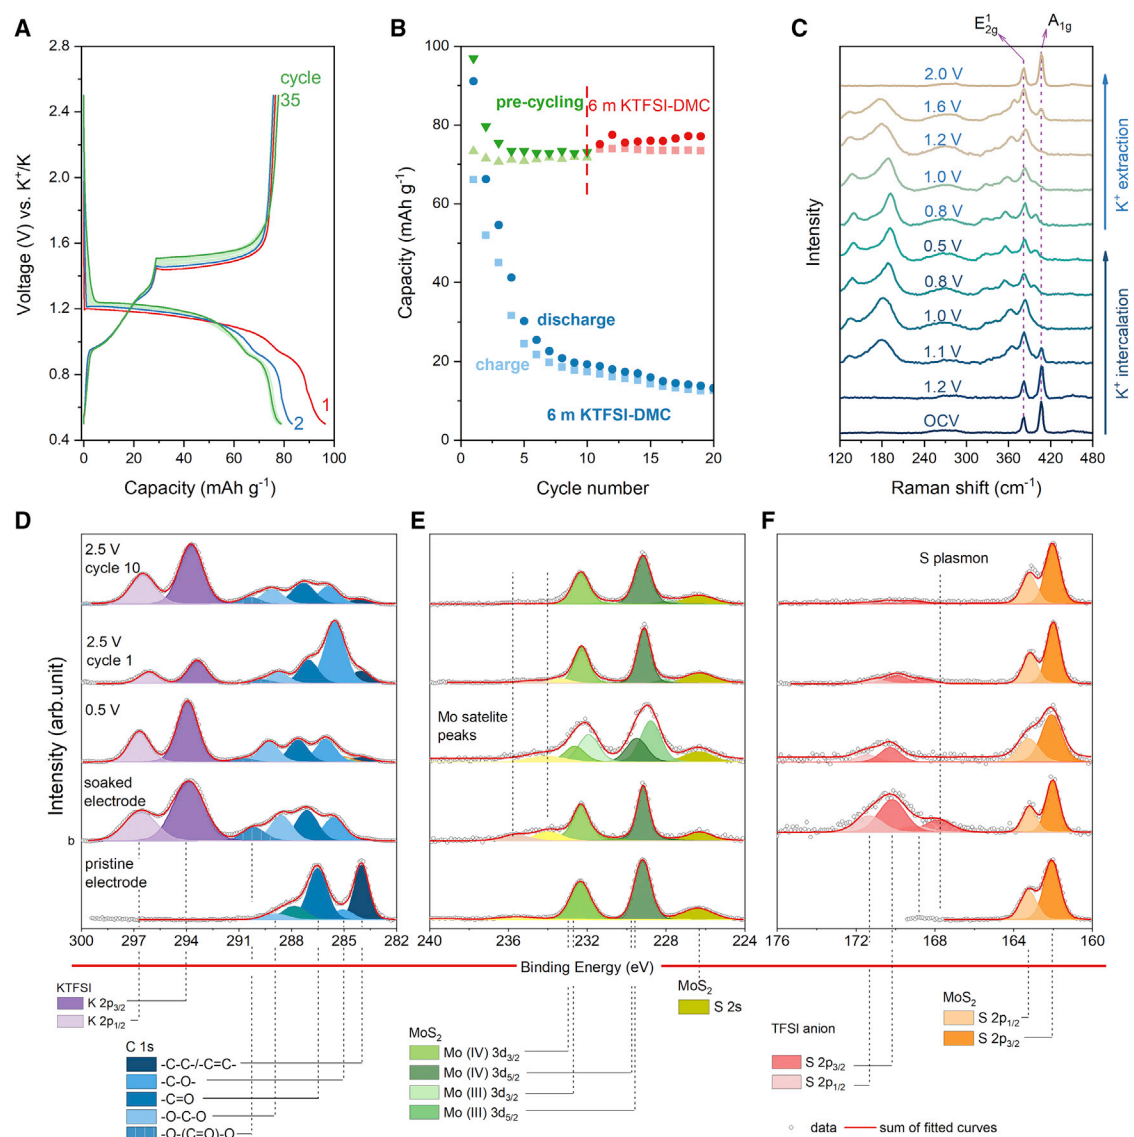 A
Voltage (V) vs. K⁺/K
2.8
2.4
2.0
1.6
1.2
0.8
0.4
cycle
35
1
2
0 20 40 60 80 100
Capacity (mAh g⁻¹)
B
Capacity (mAh g⁻¹)
100
80
60
40
20
0
pre-cycling
6 m KTFSI-DMC
discharge
charge
6 m KTFSI-DMC
0 5 10 15 20
Cycle number
C
E¹₂g A₁g
Intensity
2.0 V
1.6 V
1.2 V
1.0 V
0.8 V
0.5 V
0.8 V
1.0 V
1.1 V
1.2 V
OCV
K⁺ extraction
K⁺ intercalation
120 180 240 300 360 420 480
Raman shift (cm⁻¹)
D
Intensity (arb.unit)
2.5 V
cycle 10
2.5 V
cycle 1
0.5 V
soaked
electrode
b
pristine
electrode
300 297 294 291 288 285 282
E
Mo satelite
peaks
240 236 232 228 224
F
S plasmon
176 172 168 164 160
Binding Energy (eV)
KTFSI
K 2p₃/₂
K 2p₁/₂
C 1s
-C-C-/-C=C-
-C-O-
-C=O
-O-C-O
-O-(C=O)-O
MoS₂
Mo (IV) 3d₃/₂
Mo (IV) 3d₅/₂
Mo (III) 3d₃/₂
Mo (III) 3d₅/₂
MoS₂
S 2s
TFSI anion
S 2p₃/₂
S 2p₁/₂
MoS₂
S 2p₁/₂
S 2p₃/₂
data sum of fitted curves